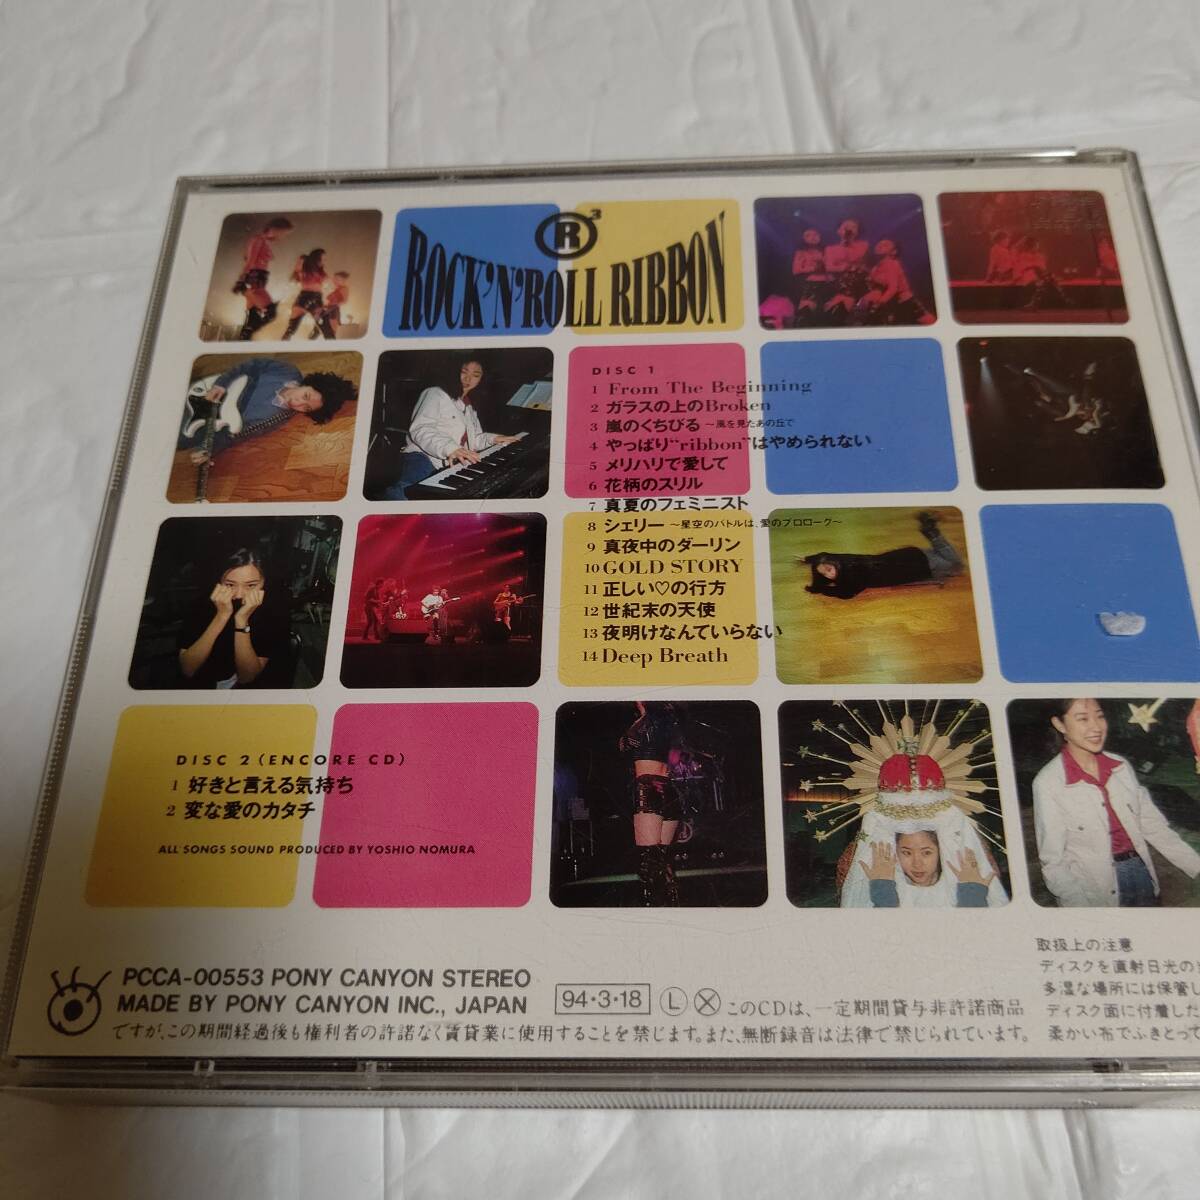 R 3
ROCK'N'ROLL RIBBON
DISC 1
1 From The Beginning
2 ガラスの上のBroken
3 嵐のくちびる ～風を見たあの丘で
4 やっぱり"ribbon"はやめられない
5 メリハリで愛して
6 花柄のスリル
7 真夏のフェミニスト
8 シェリー ～星空のバトルは、愛のプロローグ～
9 真夜中のダーリン
10 GOLD STORY
11 正しい♡の行方
12 世紀末の天使
13 夜明けなんていらない
14 Deep Breath
DISC 2 (ENCORE CD)
1 好きと言える気持ち
2 変な愛のカタチ
ALL SONGS SOUND PRODUCED BY YOSHIO NOMURA
PCCA-00553 PONY CANYON STEREO
MADE BY PONY CANYON INC., JAPAN
94・3・18 L X このCDは、一定期間貸与非許諾商品
ですが、この期間経過後も権利者の許諾なく賃貸業に使用することを禁じます。また、無断録音は法律で禁じられています。
取扱上の注意
ディスクを直射日光の
多湿な場所には保管し
ディスク面に付着した
柔かい布でふきとって